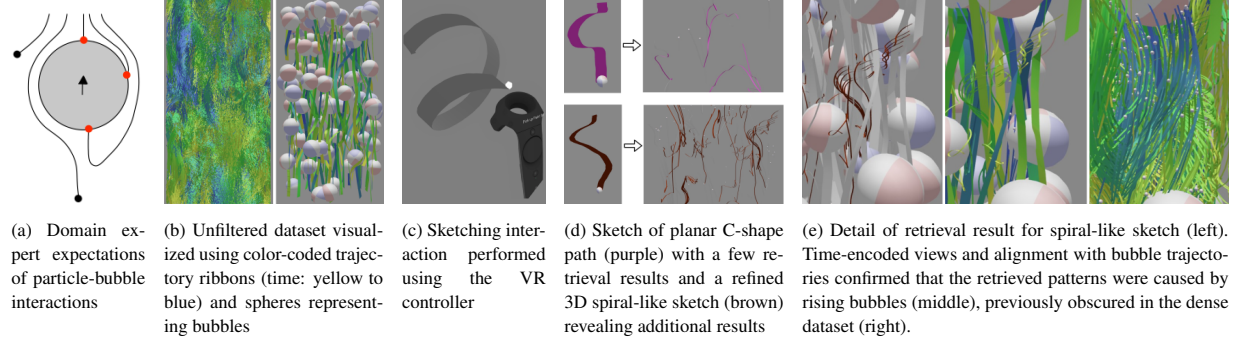 (a) Domain ex-
pert expectations
of particle-bubble
interactions
(b) Unfiltered dataset visual-
ized using color-coded trajec-
tory ribbons (time: yellow to
blue) and spheres represent-
ing bubbles
(c) Sketching inter-
action performed
using the VR
controller
(d) Sketch of planar C-shape
path (purple) with a few re-
trieval results and a refined
3D spiral-like sketch (brown)
revealing additional results
(e) Detail of retrieval result for spiral-like sketch (left).
Time-encoded views and alignment with bubble trajecto-
ries confirmed that the retrieved patterns were caused by
rising bubbles (middle), previously obscured in the dense
dataset (right).